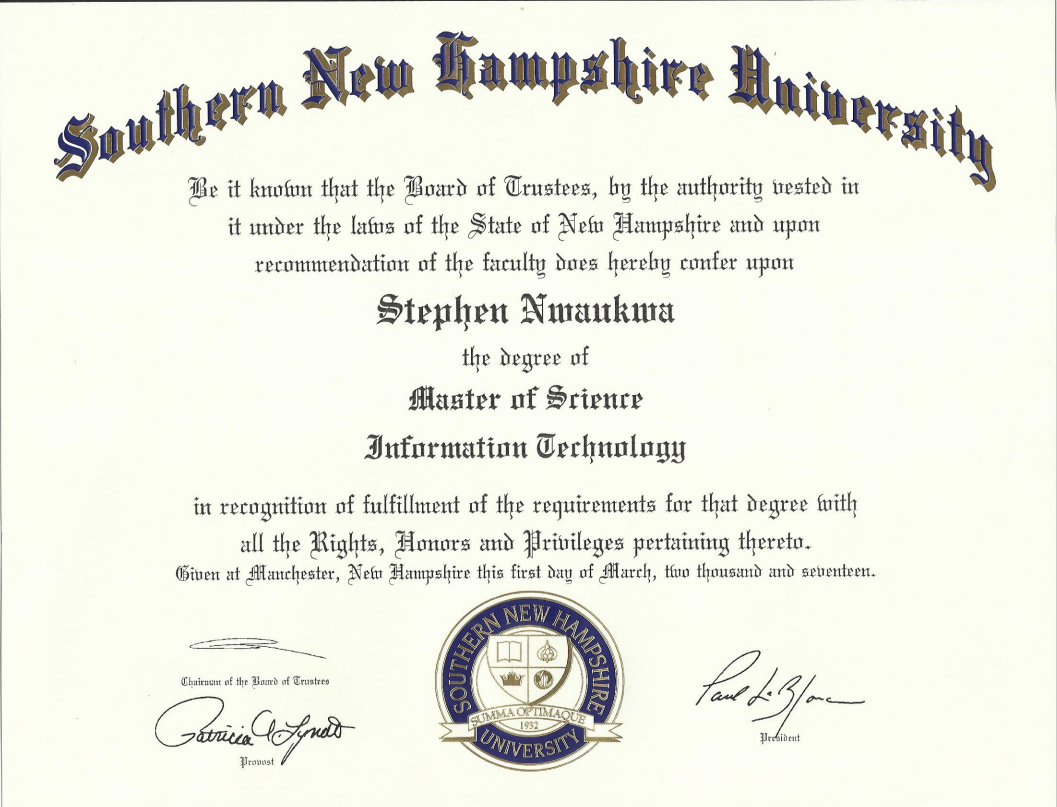 Southern New Hampshire University
Be it known that the Board of Trustees, by the authority vested in
it under the laws of the State of New Hampshire and upon
recommendation of the faculty does hereby confer upon
Stephen Nwaukwa
the degree of
Master of Science
Information Technology
in recognition of fulfillment of the requirements for that degree with
all the Rights, Honors and Privileges pertaining thereto.
Given at Manchester, New Hampshire this first day of March, two thousand and seventeen.
Chairman of the Board of Trustees
Patricia A Lynott
Provost
SOUTHERN NEW HAMPSHIRE
SUMMA OPTIMAQUE
1932
UNIVERSITY
Paul LeBlanc
President